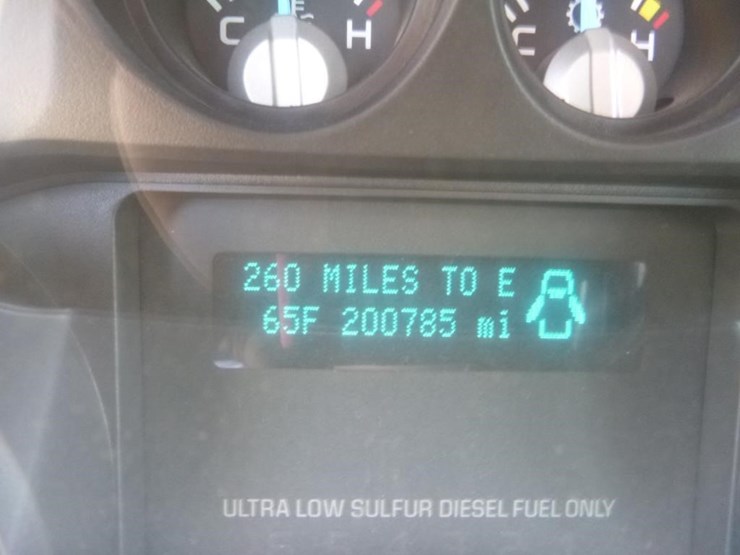 C H C H
260 MILES TO E
65F 200785 mi
ULTRA LOW SULFUR DIESEL FUEL ONLY